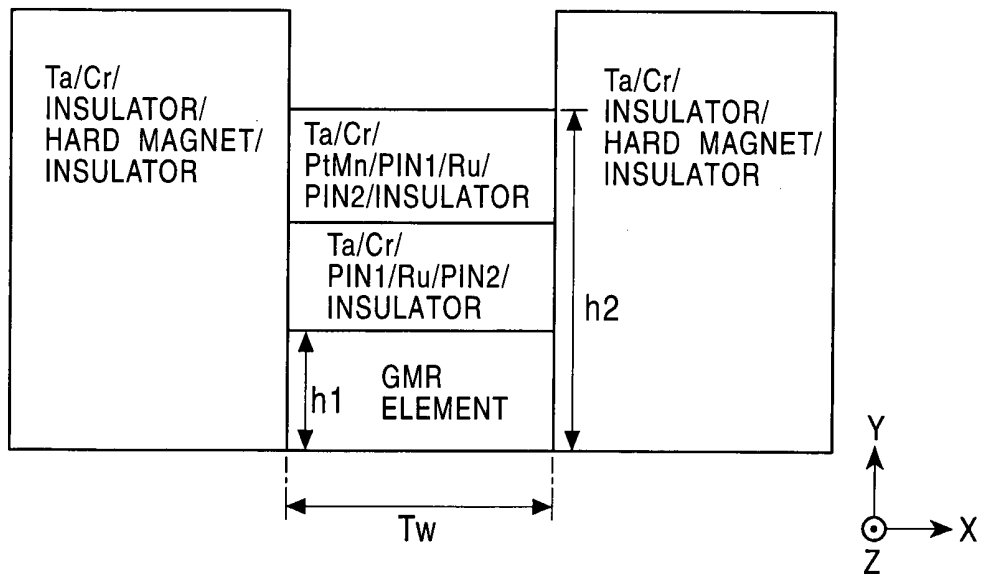 Ta/Cr/
INSULATOR/
HARD MAGNET/
INSULATOR
Ta/Cr/
PtMn/PIN1/Ru/
PIN2/INSULATOR
Ta/Cr/
PIN1/Ru/PIN2/
INSULATOR
h1
GMR
ELEMENT
h2
Ta/Cr/
INSULATOR/
HARD MAGNET/
INSULATOR
Tw
Y
X
Z